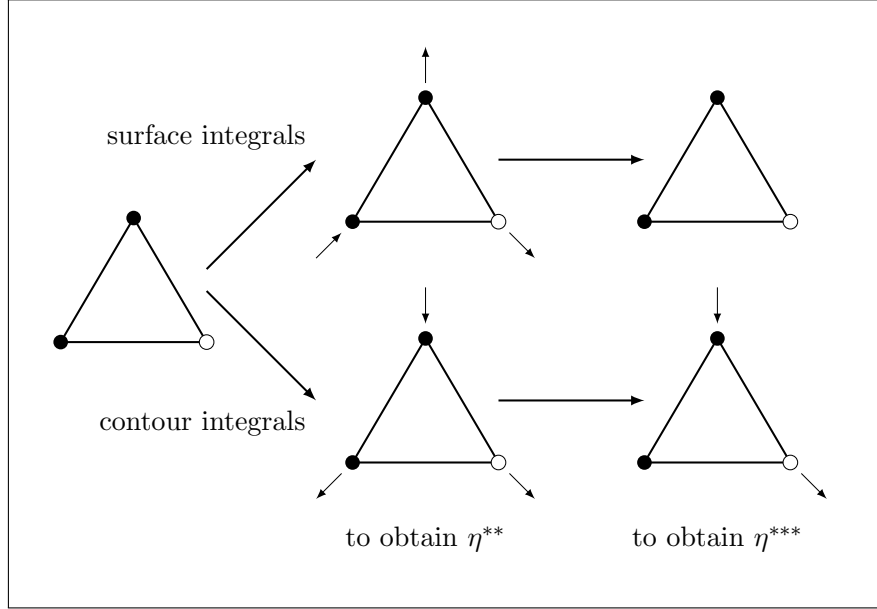 surface integrals
contour integrals
to obtain η**
to obtain η***